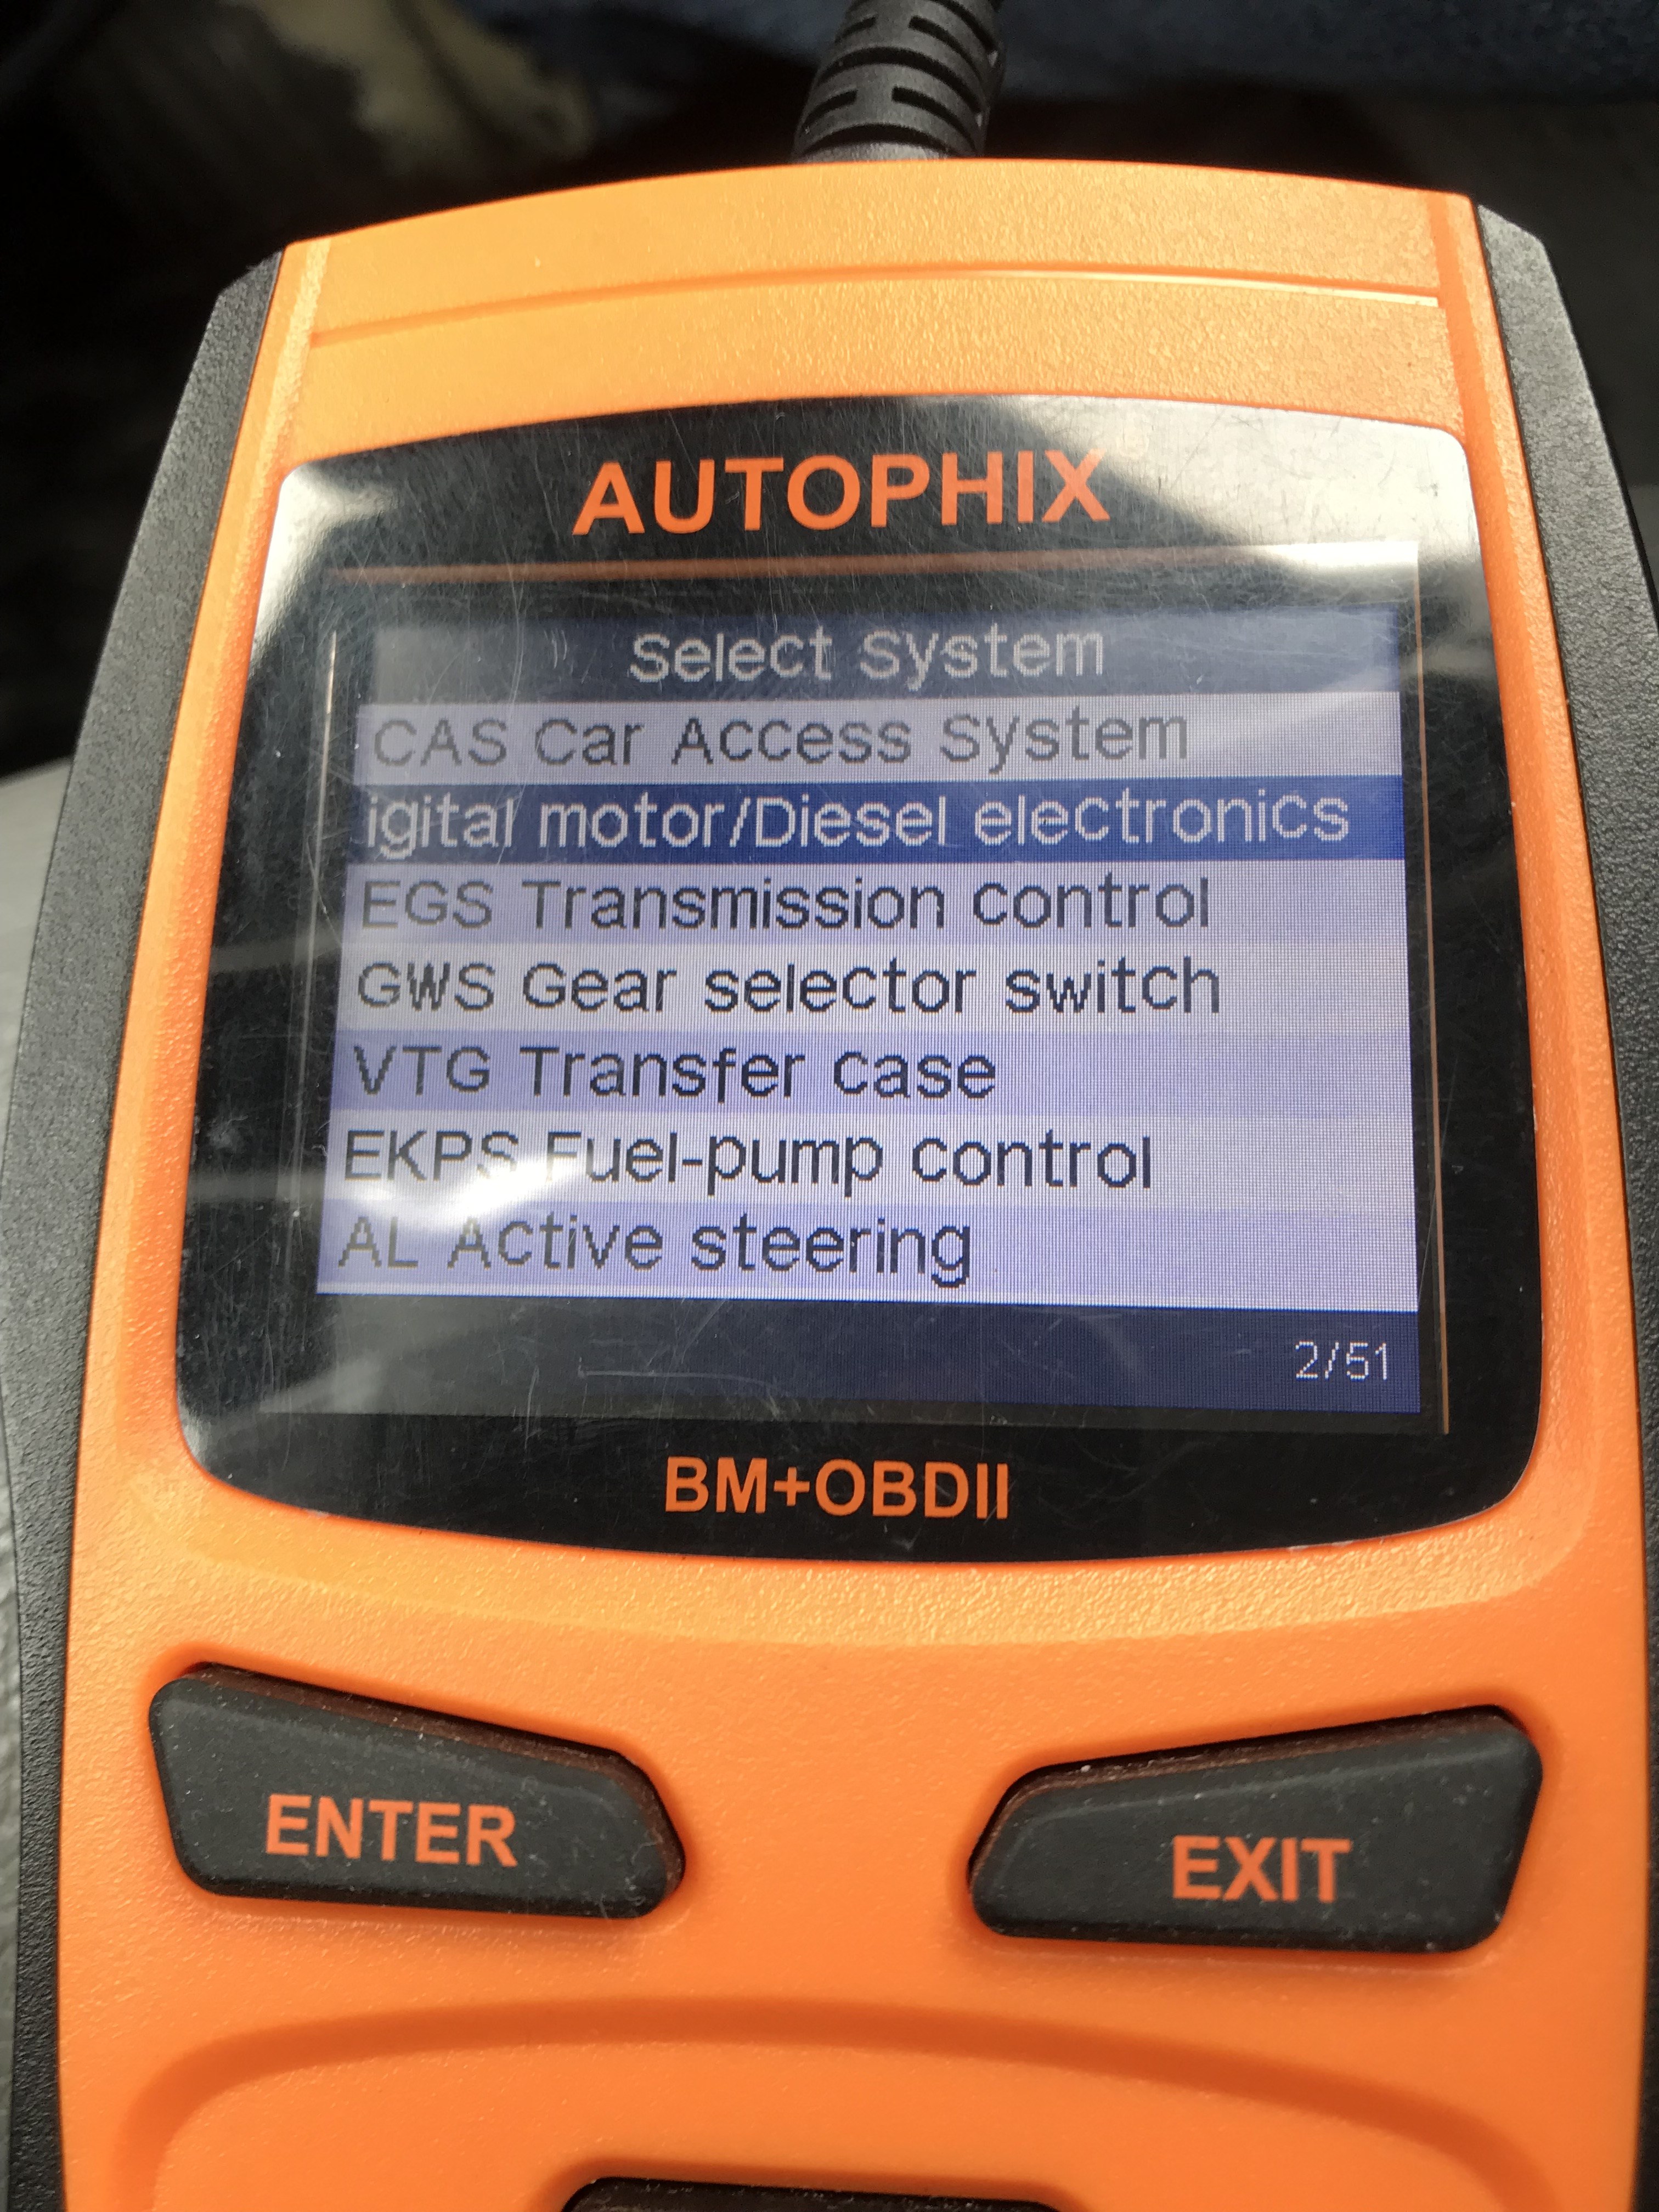 AUTOPHIX
Select System
CAS Car Access System
igital motor/Diesel electronics
EGS Transmission control
GWS Gear selector switch
VTG Transfer case
EKPS Fuel-pump control
AL Active steering
2/51
BM+OBDII
ENTER
EXIT